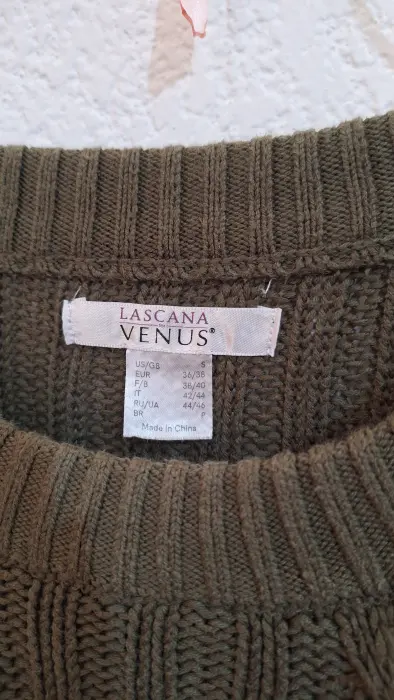 LASCANA
VENUS®
US/GB S
EUR 36/38
F/B 38/40
IT 42/44
RU/UA 44/46
BR P
Made in China